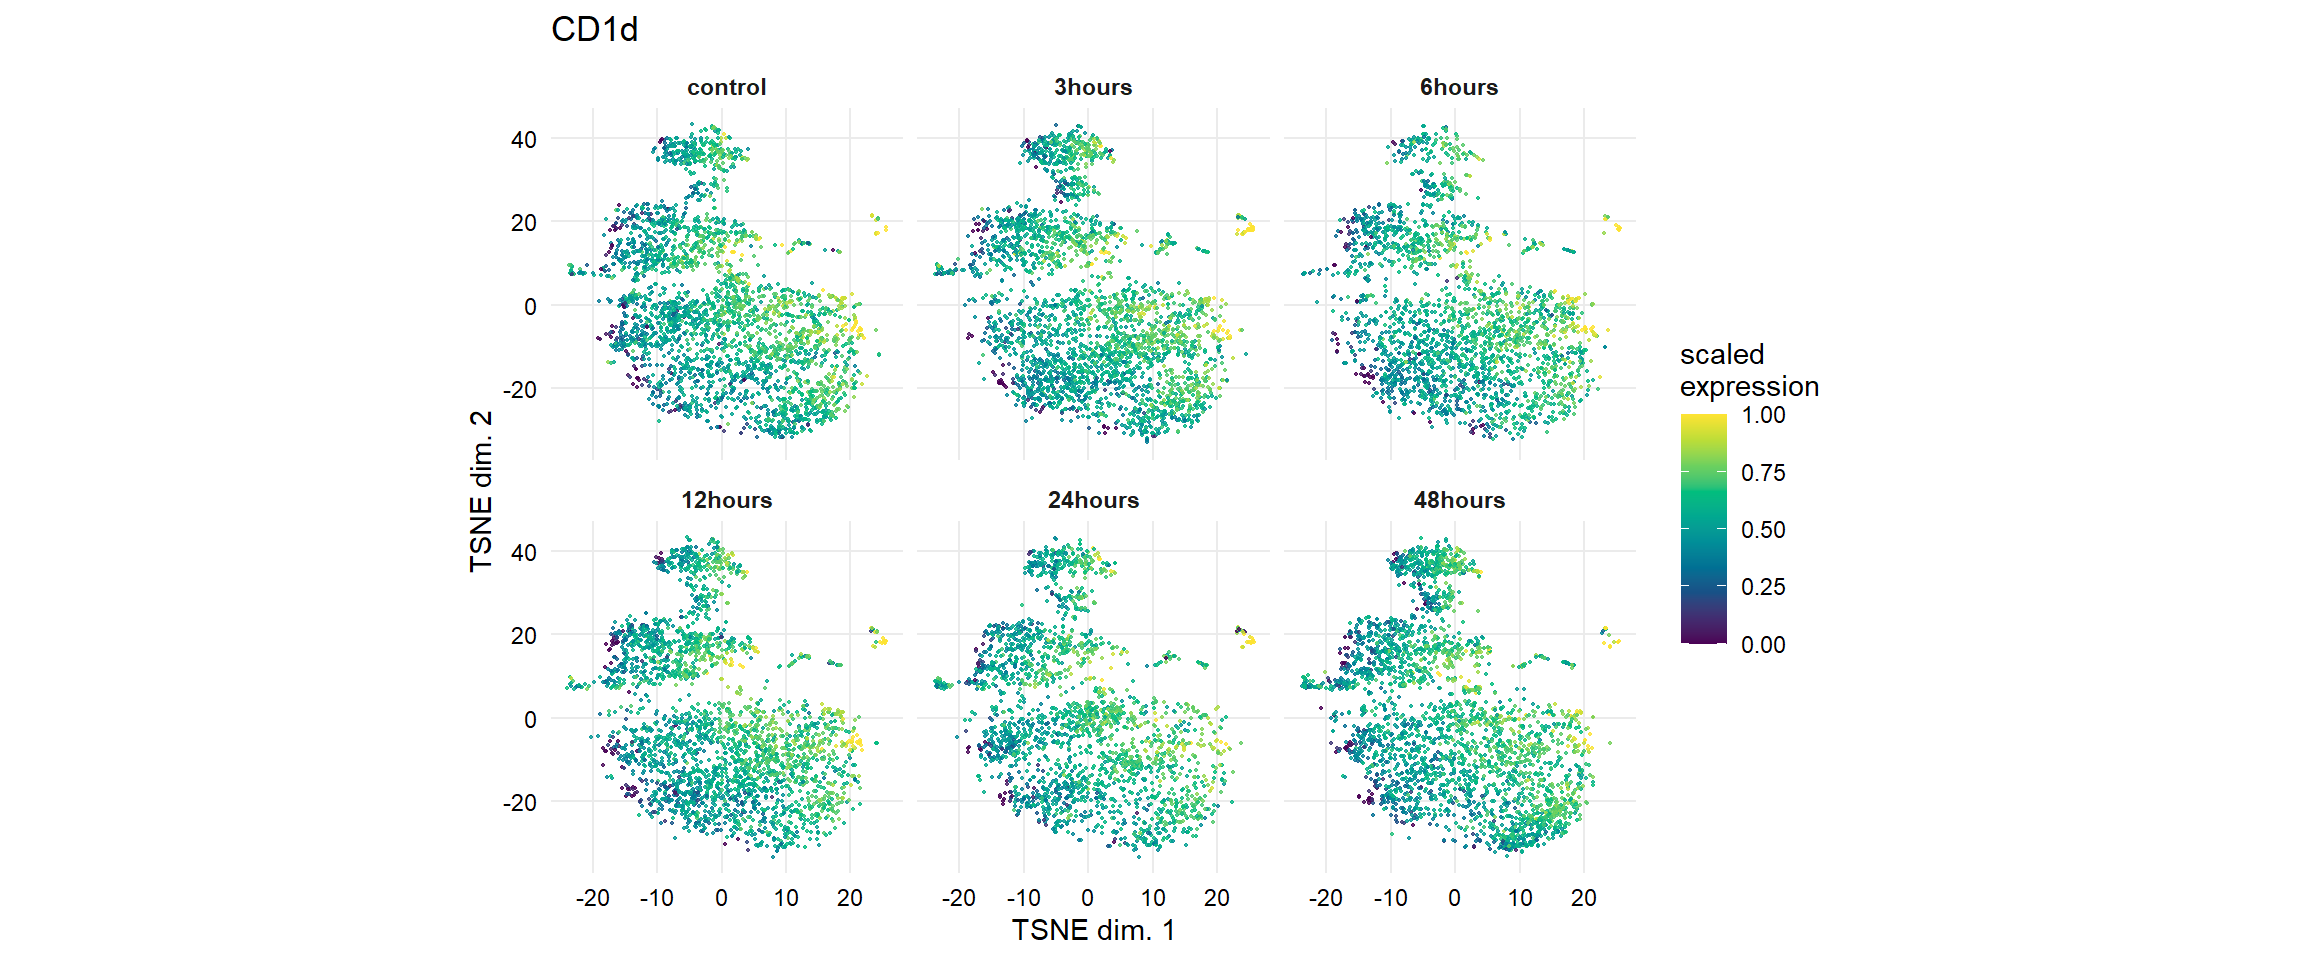 CD1d
control
3hours
6hours
40
20
0
-20
12hours
24hours
48hours
40
20
0
-20
-20 -10 0 10 20
-20 -10 0 10 20
-20 -10 0 10 20
TSNE dim. 1
TSNE dim. 2
scaled
expression
1.00
0.75
0.50
0.25
0.00